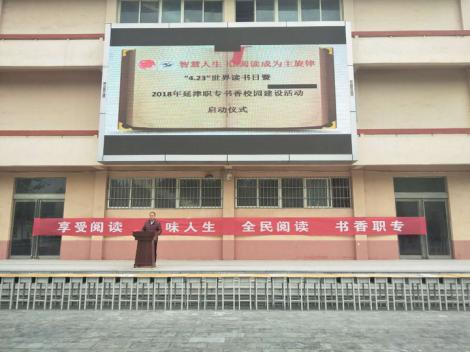 智慧人生 阅读成为主旋律
“4.23”世界读书日暨
2018年延津职专书香校园建设活动
启动仪式
享受阅读 味人生 全民阅读 书香职专